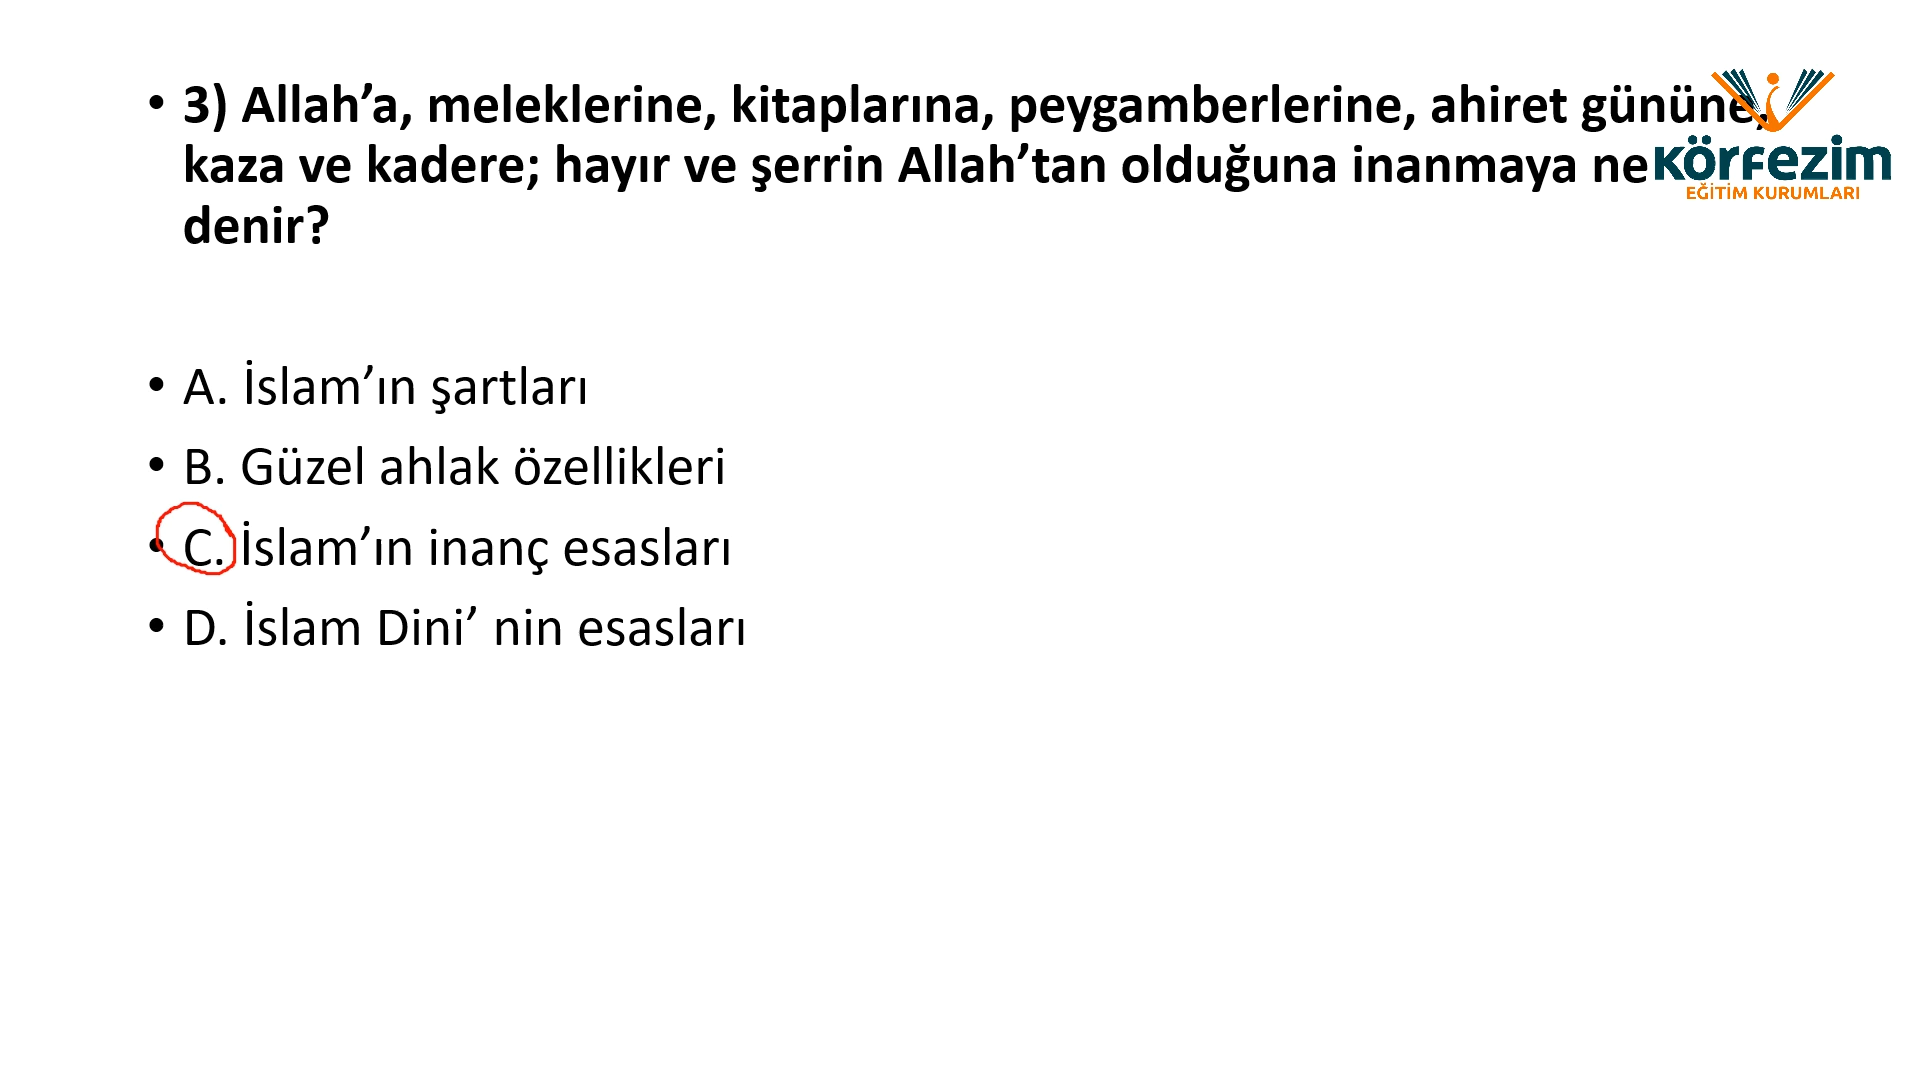 • 3) Allah’a, meleklerine, kitaplarına, peygamberlerine, ahiret gününe,
kaza ve kadere; hayır ve şerrin Allah’tan olduğuna inanmaya ne
denir?
körfezim
EĞİTİM KURUMLARI
• A. İslam’ın şartları
• B. Güzel ahlak özellikleri
• C. İslam’ın inanç esasları
• D. İslam Dini’ nin esasları